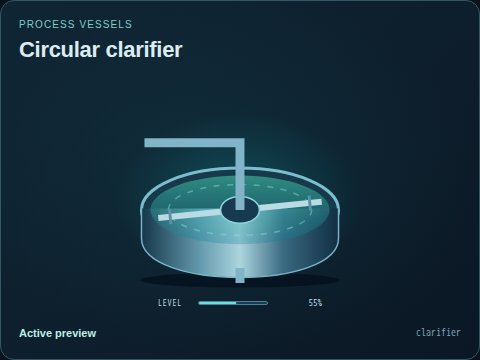 PROCESS VESSELS
Circular clarifier
LEVEL 55%
Active preview clarifier